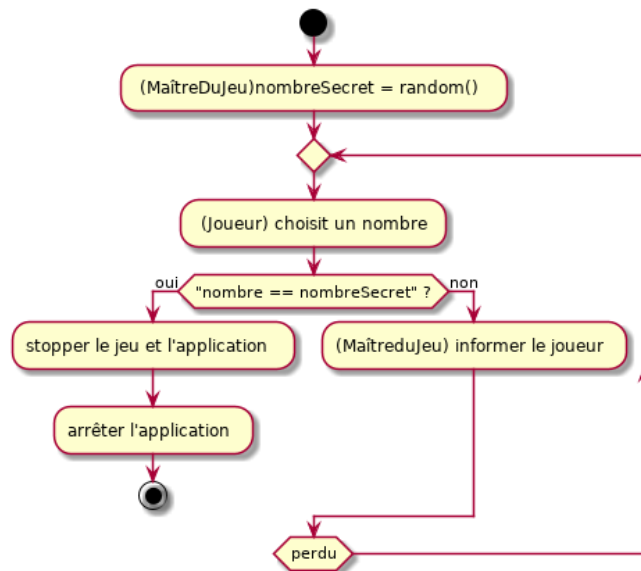 (MaîtreDuJeu)nombreSecret = random()
(Joueur) choisit un nombre
oui
"nombre == nombreSecret" ?
non
stopper le jeu et l'application
(MaîtreduJeu) informer le joueur
arrêter l'application
perdu